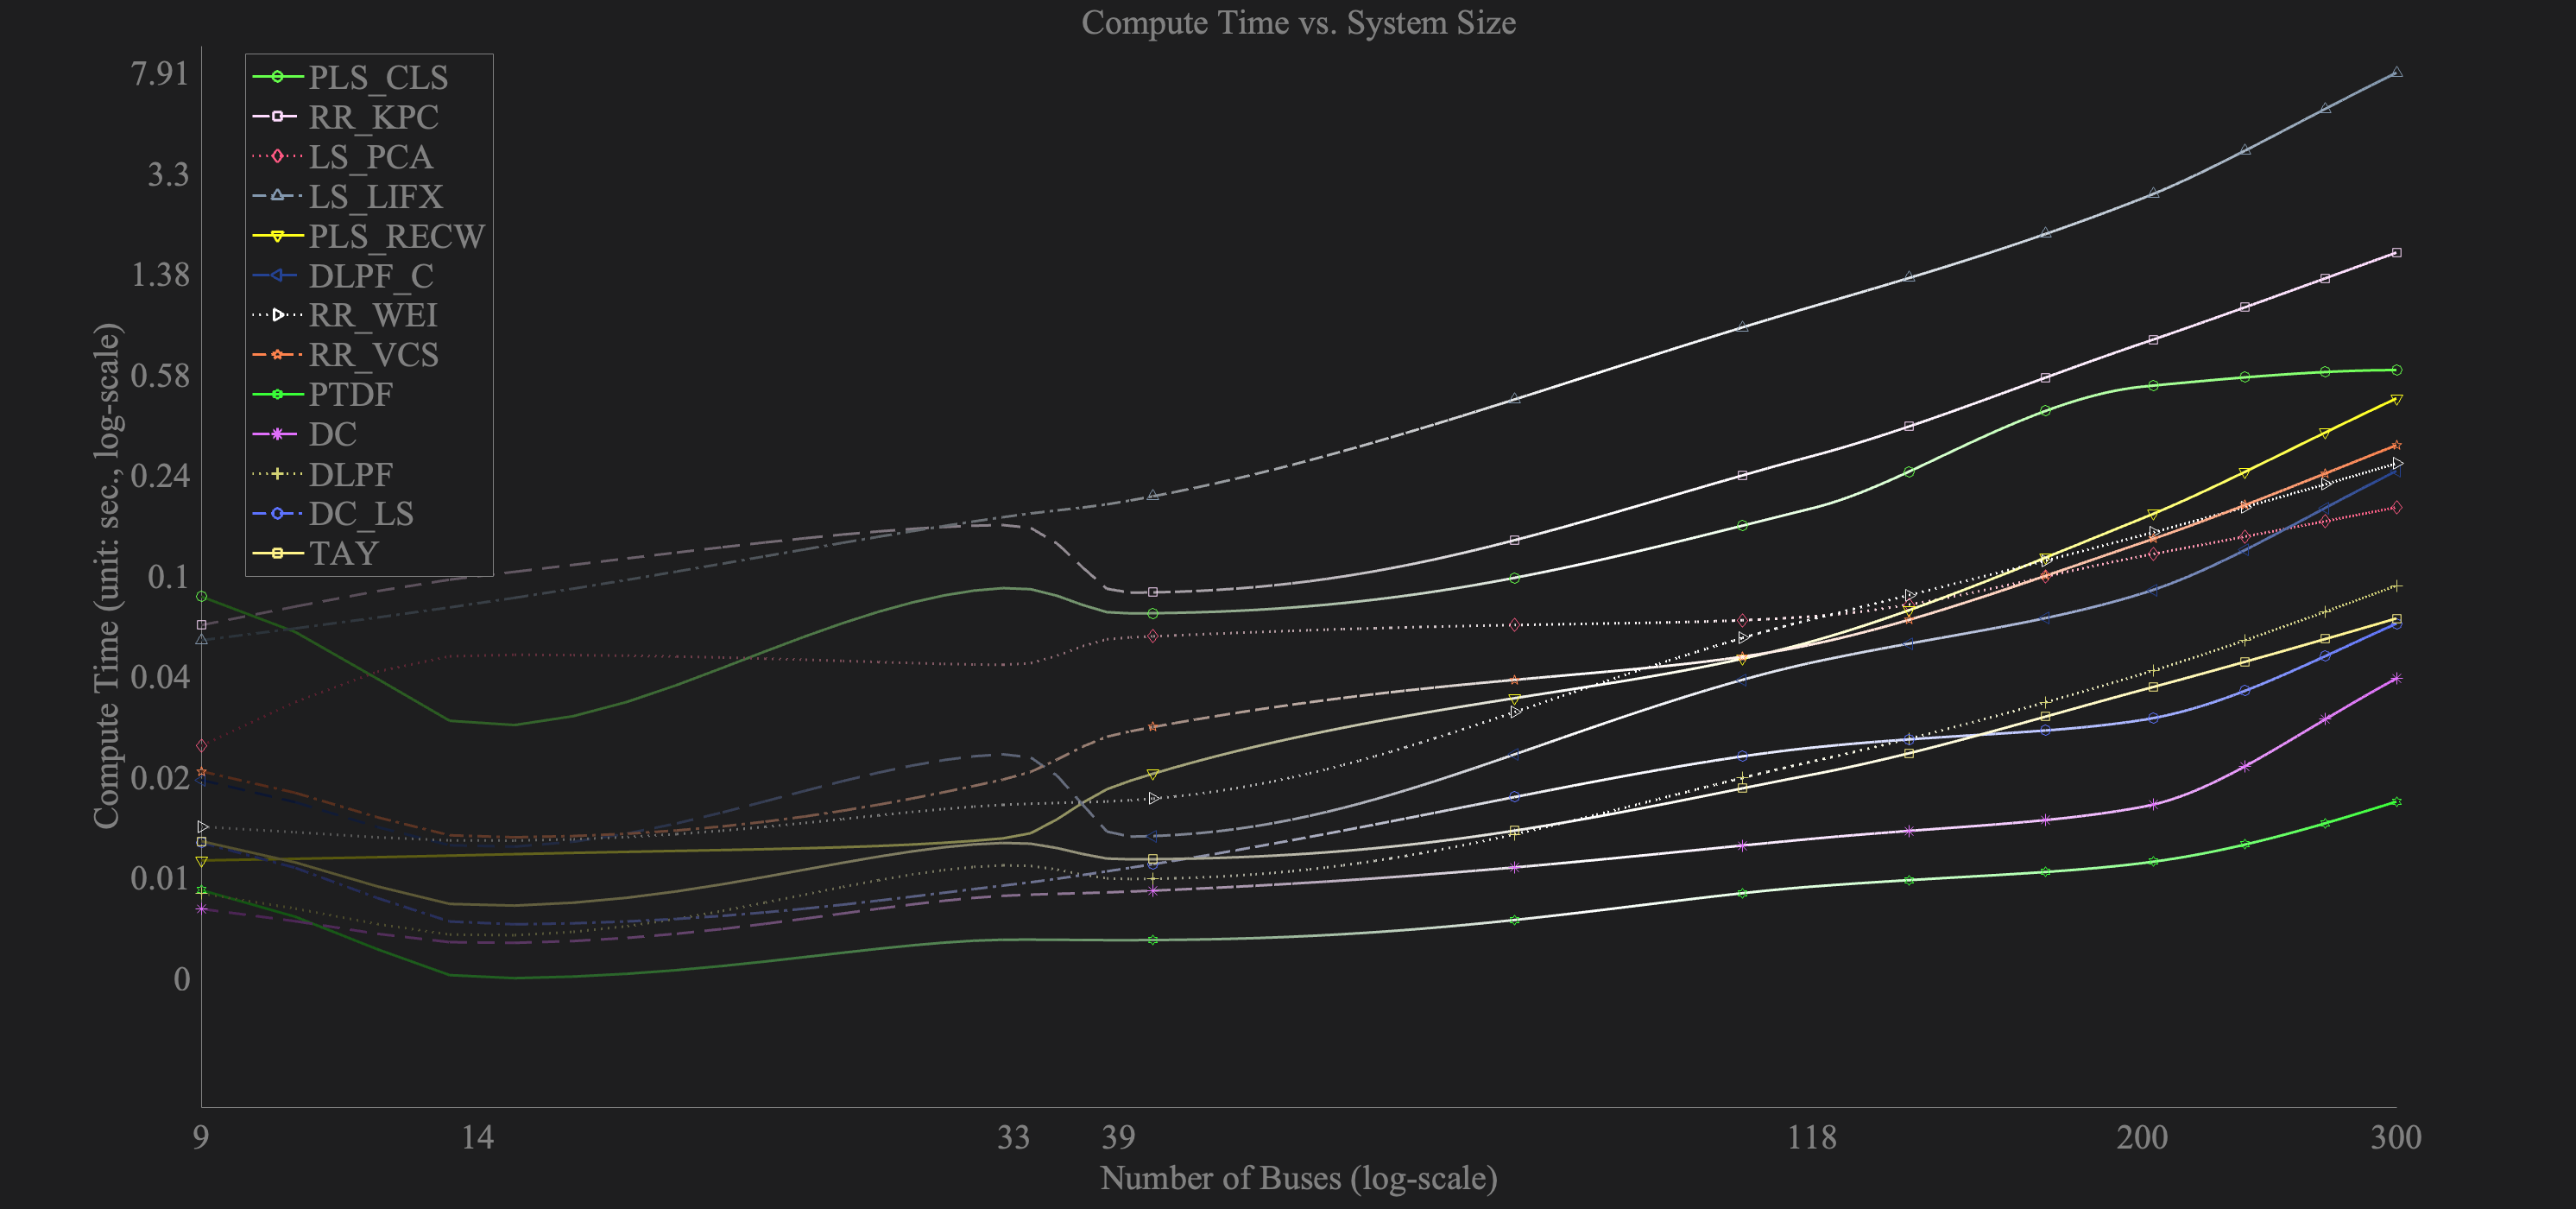 Compute Time vs. System Size
7.91
3.3
1.38
0.58
0.24
0.1
0.04
0.02
0.01
0
Compute Time (unit: sec., log-scale)
PLS_CLS
RR_KPC
LS_PCA
LS_LIFX
PLS_RECW
DLPF_C
RR_WEI
RR_VCS
PTDF
DC
DLPF
DC_LS
TAY
9 14 33 39 118 200 300
Number of Buses (log-scale)